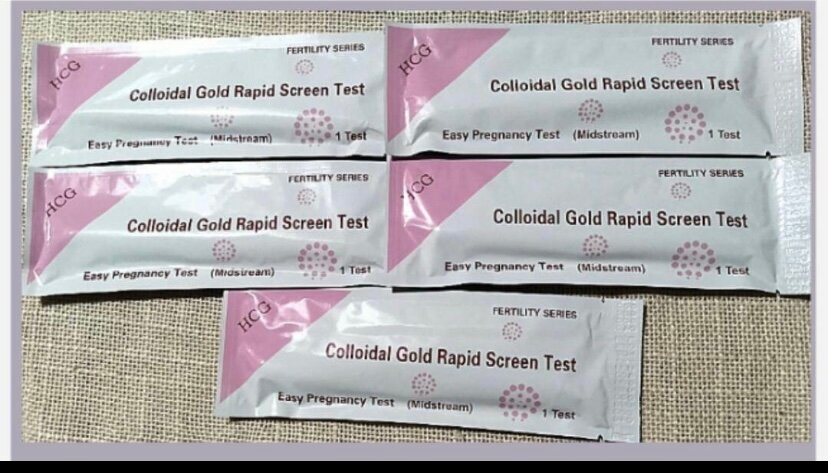 HCG
FERTILITY SERIES
Colloidal Gold Rapid Screen Test
Easy Pregnancy Test (Midstream)
1 Test
HCG
FERTILITY SERIES
Colloidal Gold Rapid Screen Test
Easy Pregnancy Test (Midstream)
1 Test
HCG
FERTILITY SERIES
Colloidal Gold Rapid Screen Test
Easy Pregnancy Test (Midstream)
1 Test
HCG
FERTILITY SERIES
Colloidal Gold Rapid Screen Test
Easy Pregnancy Test (Midstream)
1 Test
HCG
FERTILITY SERIES
Colloidal Gold Rapid Screen Test
Easy Pregnancy Test (Midstream)
1 Test